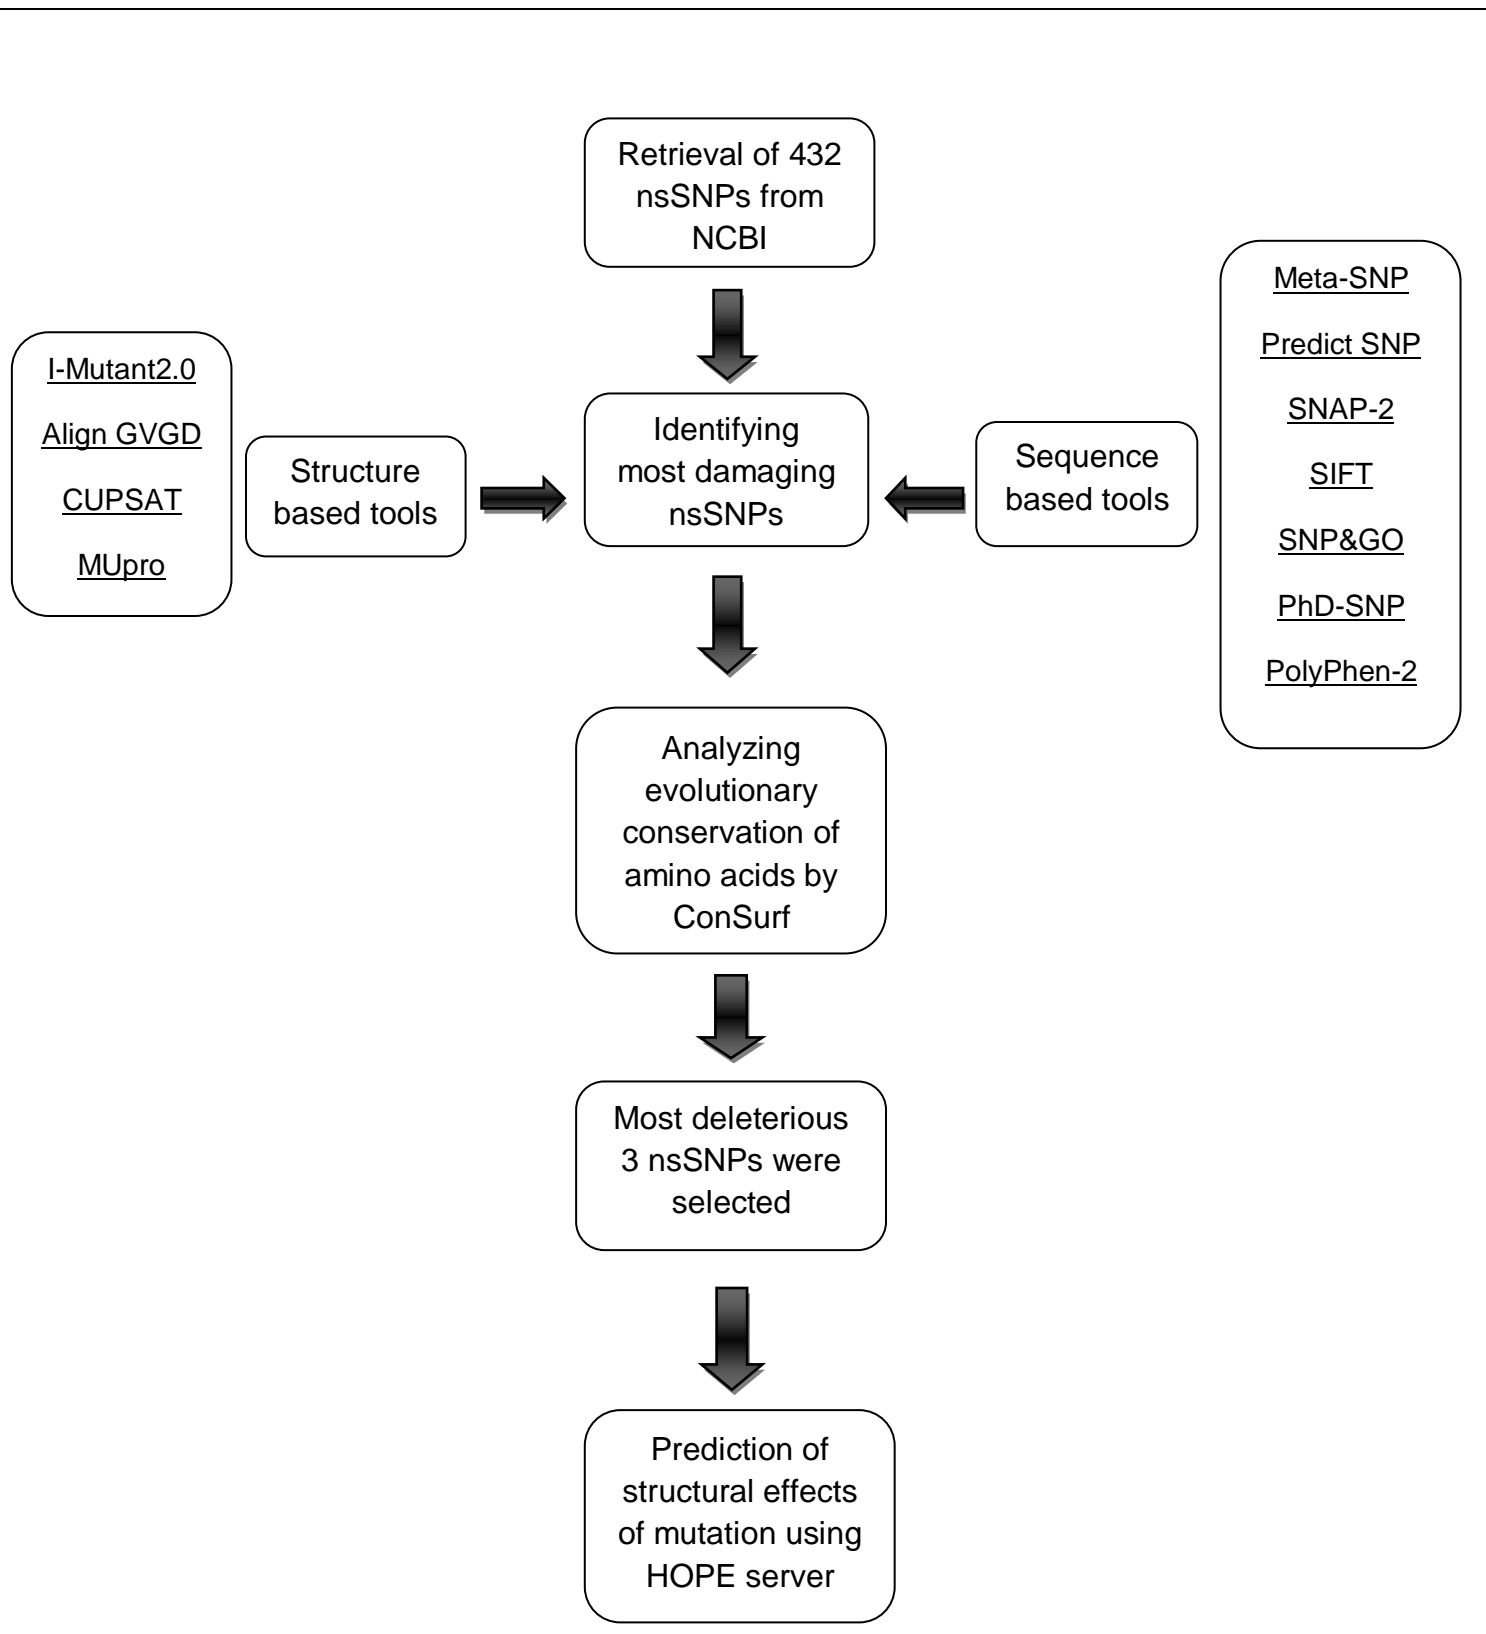 Retrieval of 432
nsSNPs from
NCBI
I-Mutant2.0
Align GVGD
CUPSAT
MUpro
Structure
based tools
Identifying
most damaging
nsSNPs
Sequence
based tools
Meta-SNP
Predict SNP
SNAP-2
SIFT
SNP&GO
PhD-SNP
PolyPhen-2
Analyzing
evolutionary
conservation of
amino acids by
ConSurf
Most deleterious
3 nsSNPs were
selected
Prediction of
structural effects
of mutation using
HOPE server